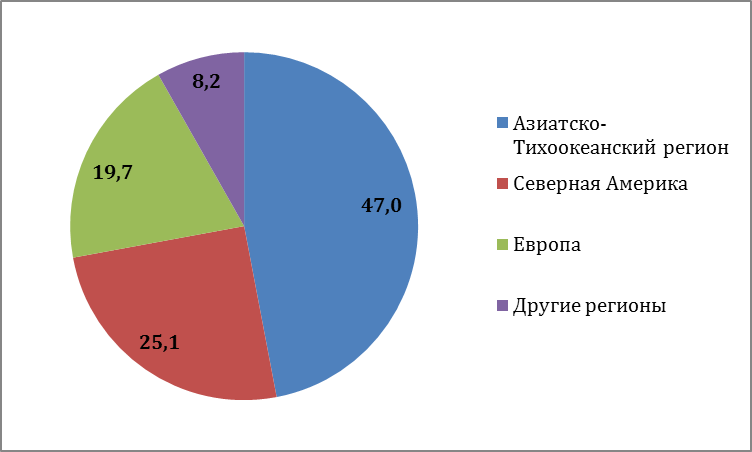 8,2
19,7
47,0
25,1
Азиатско-
Тихоокеанский регион
Северная Америка
Европа
Другие регионы